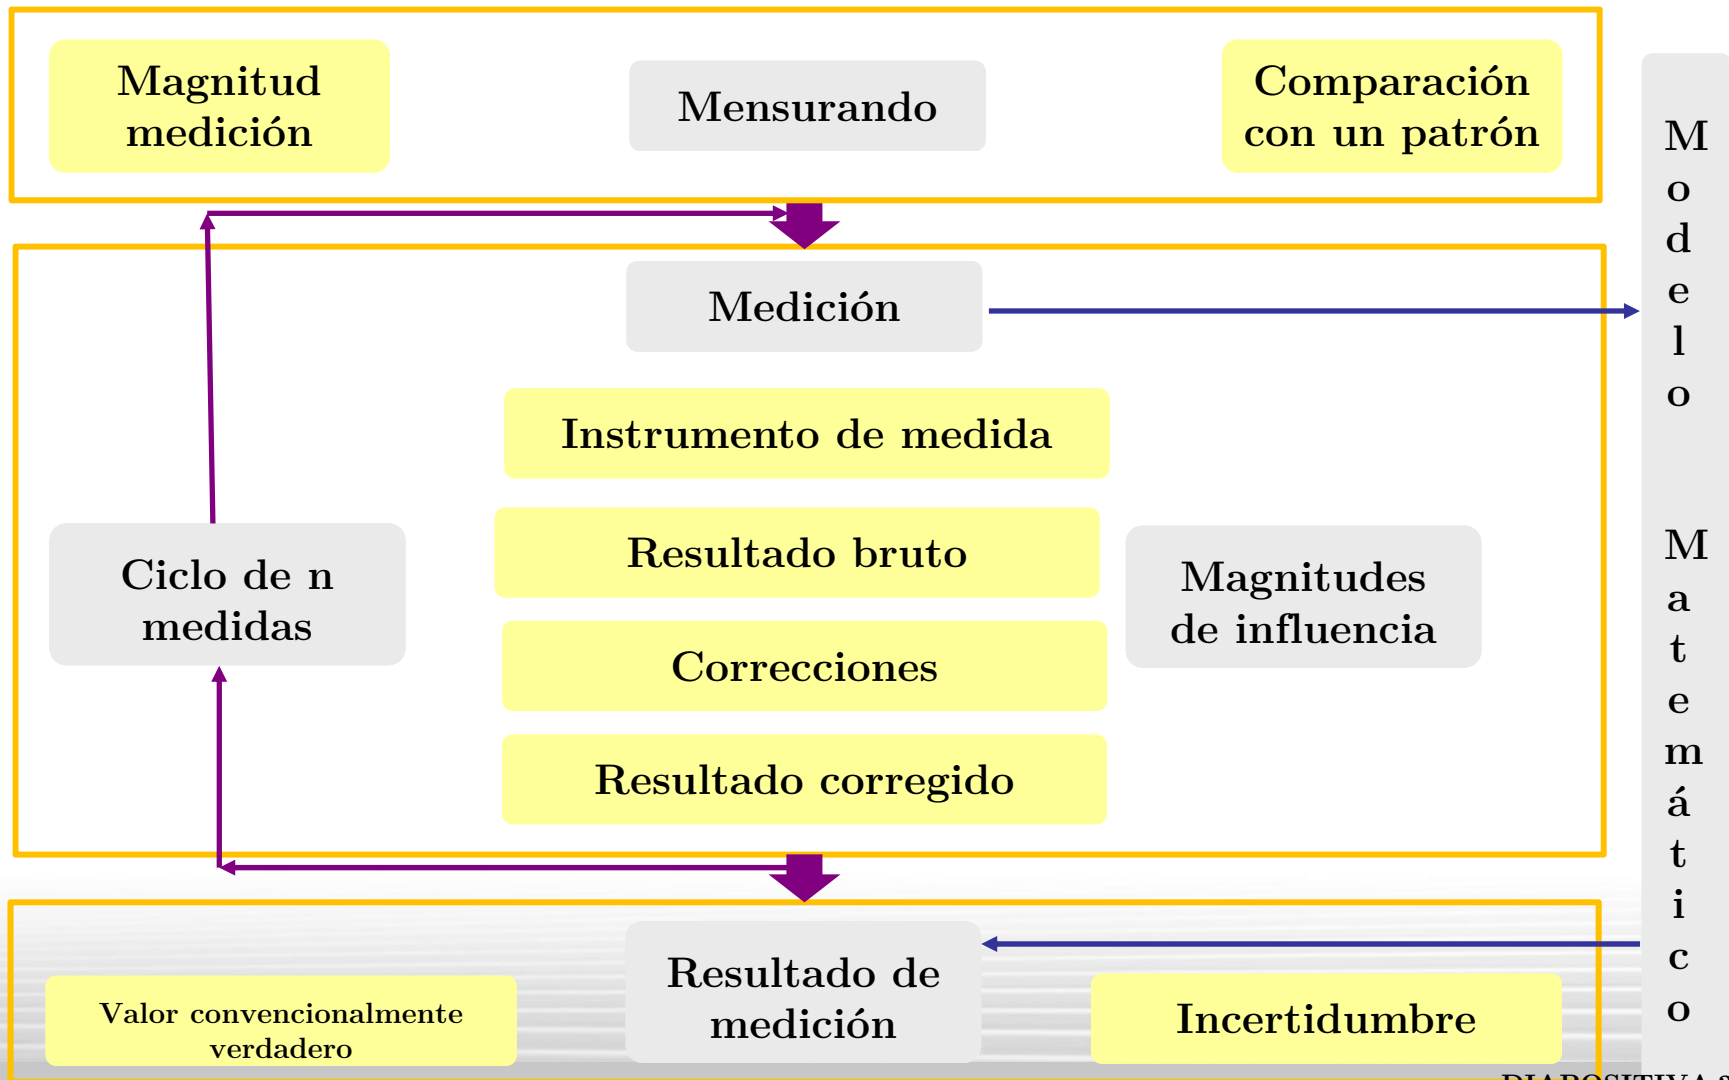 Magnitud
medición
Mensurando
Comparación
con un patrón
Medición
Instrumento de medida
Resultado bruto
Ciclo de n
medidas
Magnitudes
de influencia
Correcciones
Resultado corregido
Resultado de
medición
Valor convencionalmente
verdadero
Incertidumbre
M
o
d
e
l
o
M
a
t
e
m
á
t
i
c
o
DIAPOSITIVA